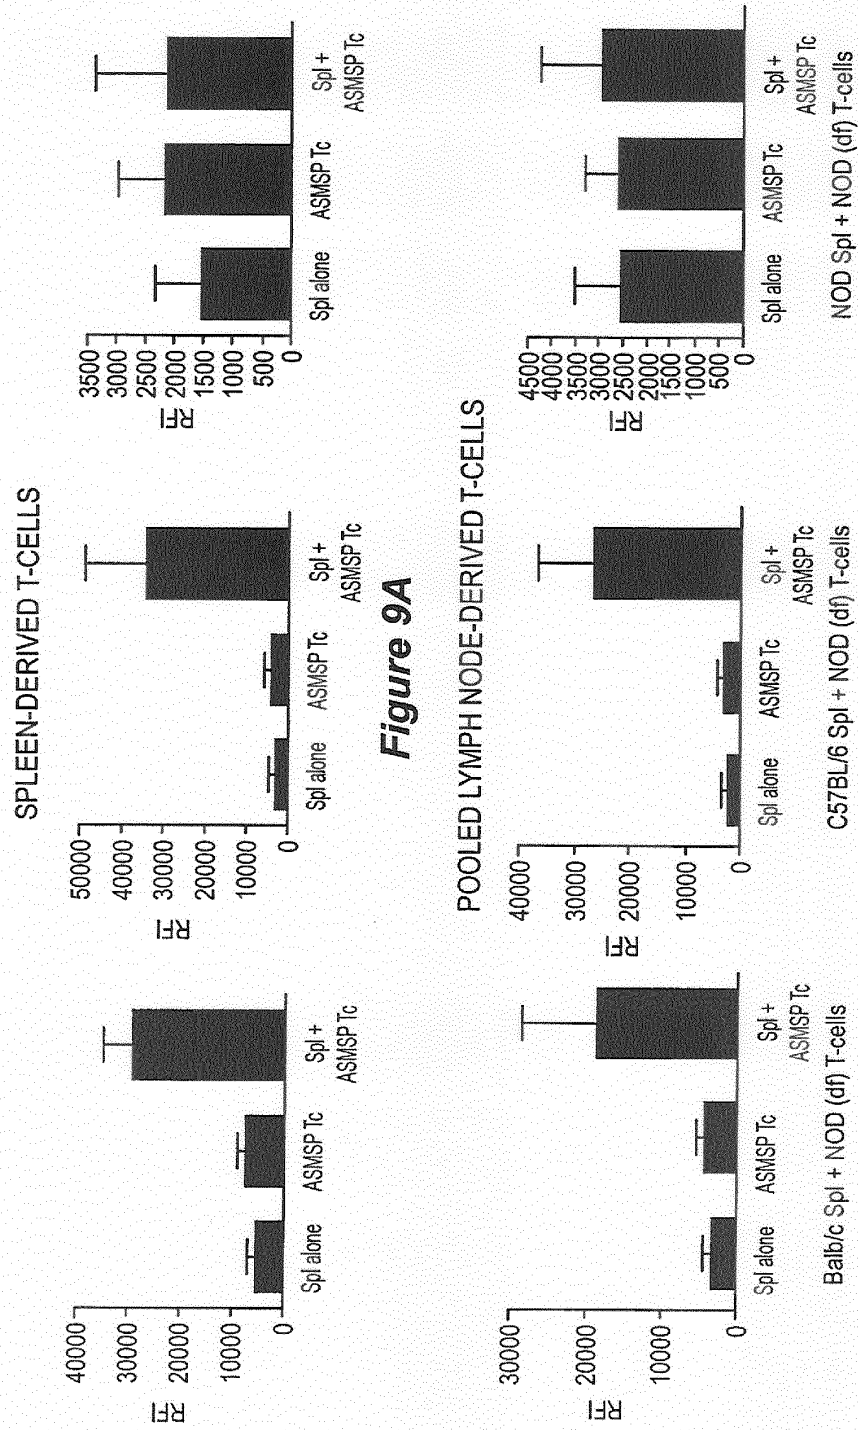 SPLEEN-DERIVED T-CELLS
40000
30000
20000
10000
0
RFI
Spl alone
ASMSP Tc
Spl +
ASMSP Tc
50000
40000
30000
20000
10000
0
RFI
Spl alone
ASMSP Tc
Spl +
ASMSP Tc
3500
3000
2500
2000
1500
1000
500
0
RFI
Spl alone
ASMSP Tc
Spl +
ASMSP Tc
Figure 9A
POOLED LYMPH NODE-DERIVED T-CELLS
30000
20000
10000
0
RFI
Spl alone
ASMSP Tc
Spl +
ASMSP Tc
Balb/c Spl + NOD (df) T-cells
40000
30000
20000
10000
0
RFI
Spl alone
ASMSP Tc
Spl +
ASMSP Tc
C57BL/6 Spl + NOD (df) T-cells
4500
4000
3500
3000
2500
2000
1500
1000
500
0
RFI
Spl alone
ASMSP Tc
Spl +
ASMSP Tc
NOD Spl + NOD (df) T-cells